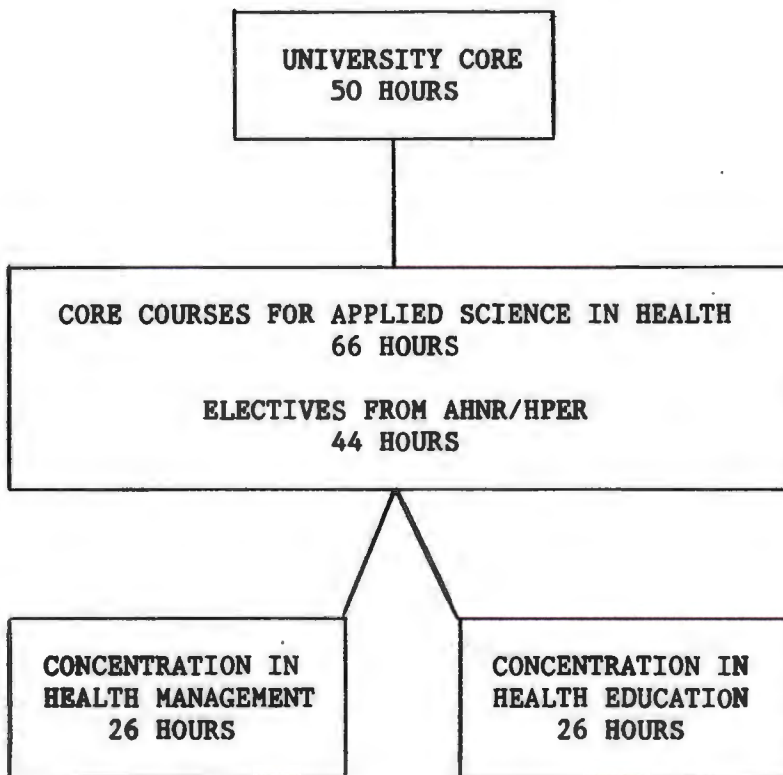 UNIVERSITY CORE
50 HOURS
CORE COURSES FOR APPLIED SCIENCE IN HEALTH
66 HOURS
ELECTIVES FROM AHNR/HPER
44 HOURS
CONCENTRATION IN
HEALTH MANAGEMENT
26 HOURS
CONCENTRATION IN
HEALTH EDUCATION
26 HOURS